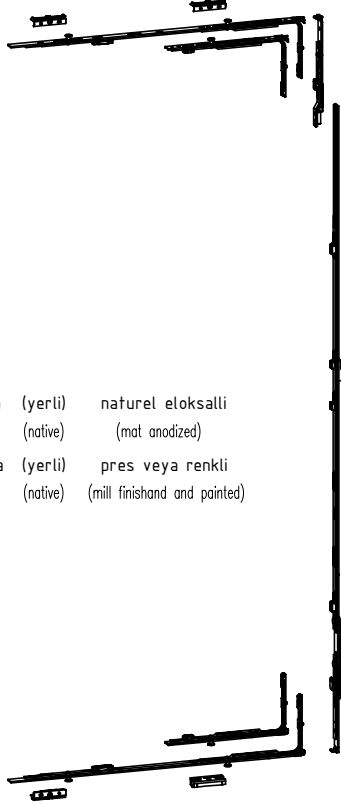 (yerli) naturel eloksalli
(native) (mat anodized)
(yerli) pres veya renkli
(native) (mill finishand and painted)